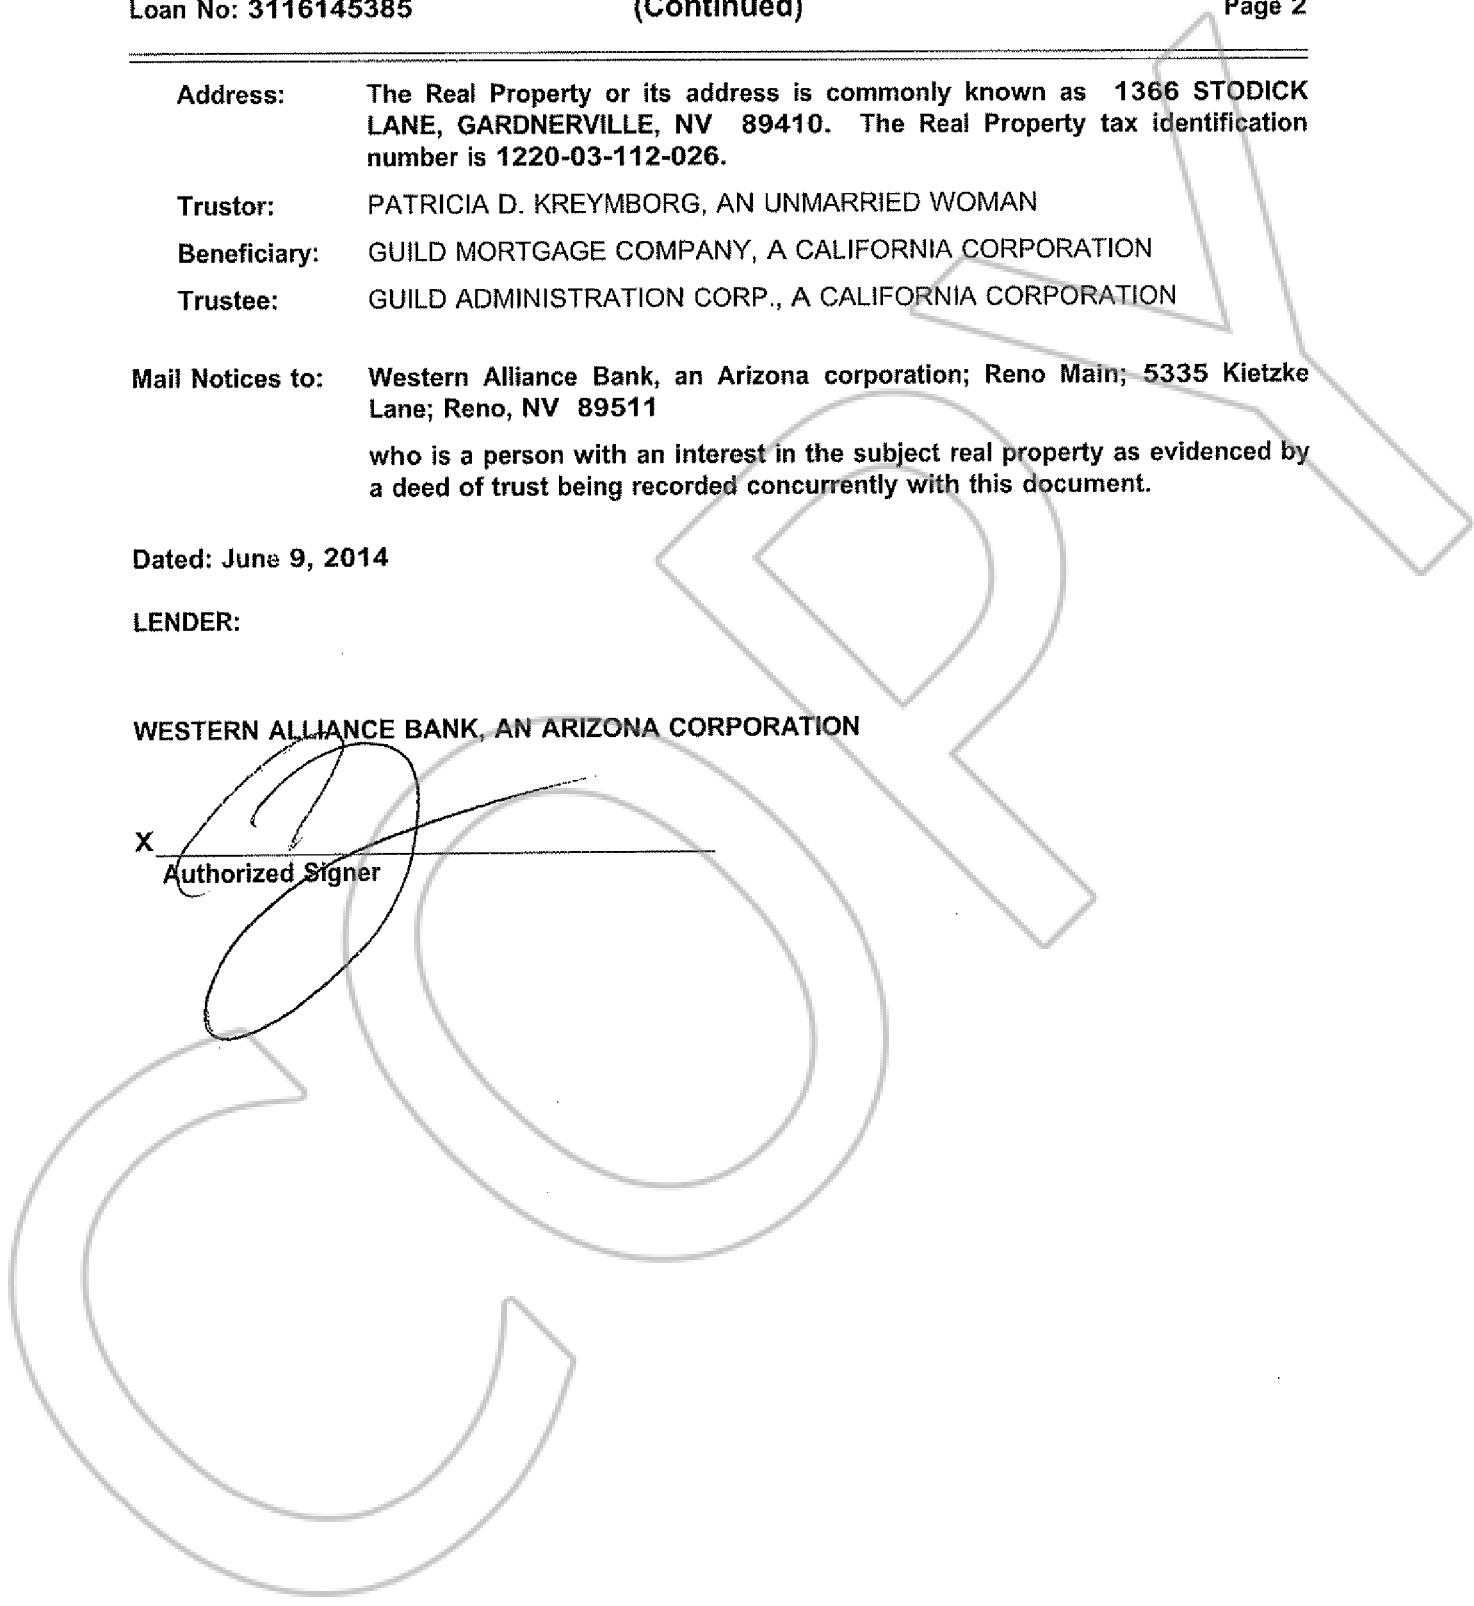 Loan No: 3116145385 (Continued) Page 2
Address: The Real Property or its address is commonly known as 1366 STODICK
LANE, GARDNERVILLE, NV 89410. The Real Property tax identification
number is 1220-03-112-026.
Trustor: PATRICIA D. KREYMBORG, AN UNMARRIED WOMAN
Beneficiary: GUILD MORTGAGE COMPANY, A CALIFORNIA CORPORATION
Trustee: GUILD ADMINISTRATION CORP., A CALIFORNIA CORPORATION
Mail Notices to: Western Alliance Bank, an Arizona corporation; Reno Main; 5335 Kietzke
Lane; Reno, NV 89511
who is a person with an interest in the subject real property as evidenced by
a deed of trust being recorded concurrently with this document.
Dated: June 9, 2014
LENDER:
WESTERN ALLIANCE BANK, AN ARIZONA CORPORATION
X
Authorized Signer
COPY